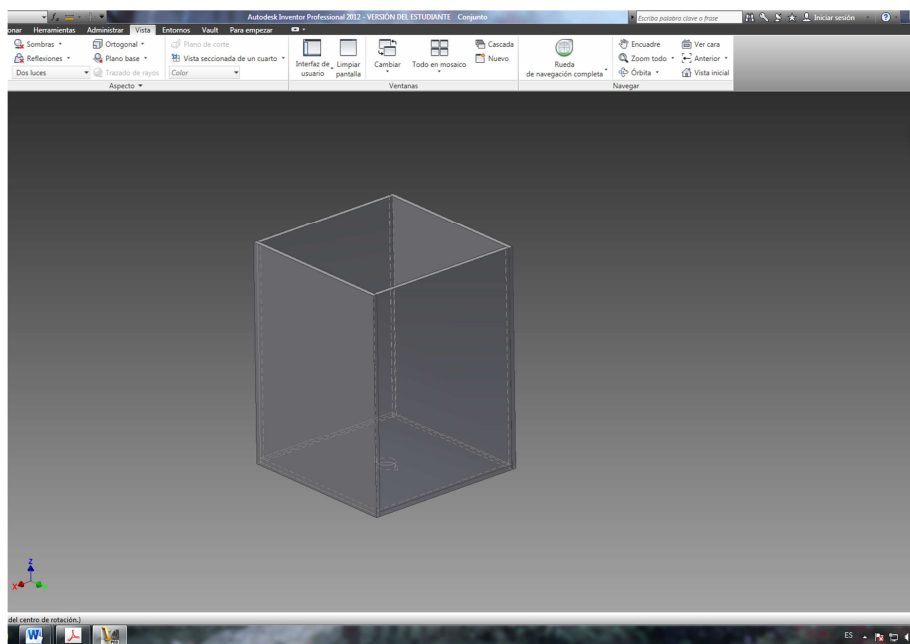 Autodesk Inventor Professional 2012 - VERSIÓN DEL ESTUDIANTE Conjunto
Escriba palabra clave o frase
Iniciar sesión
onar Herramientas Administrar Vista Entornos Vault Para empezar
Sombras Ortogonal Plano de corte
Reflexiones Plano base Vista seccionada de un cuarto
Dos luces Trazado de rayos Color
Aspecto
Interfaz de usuario
Limpiar pantalla
Cambiar
Todo en mosaico
Cascada
Nuevo
Ventanas
Rueda de navegación completa
Encuadre Ver cara
Zoom todo Anterior
Órbita Vista inicial
Navegar
Z
X
Y
del centro de rotación.)
W
PRO
ES